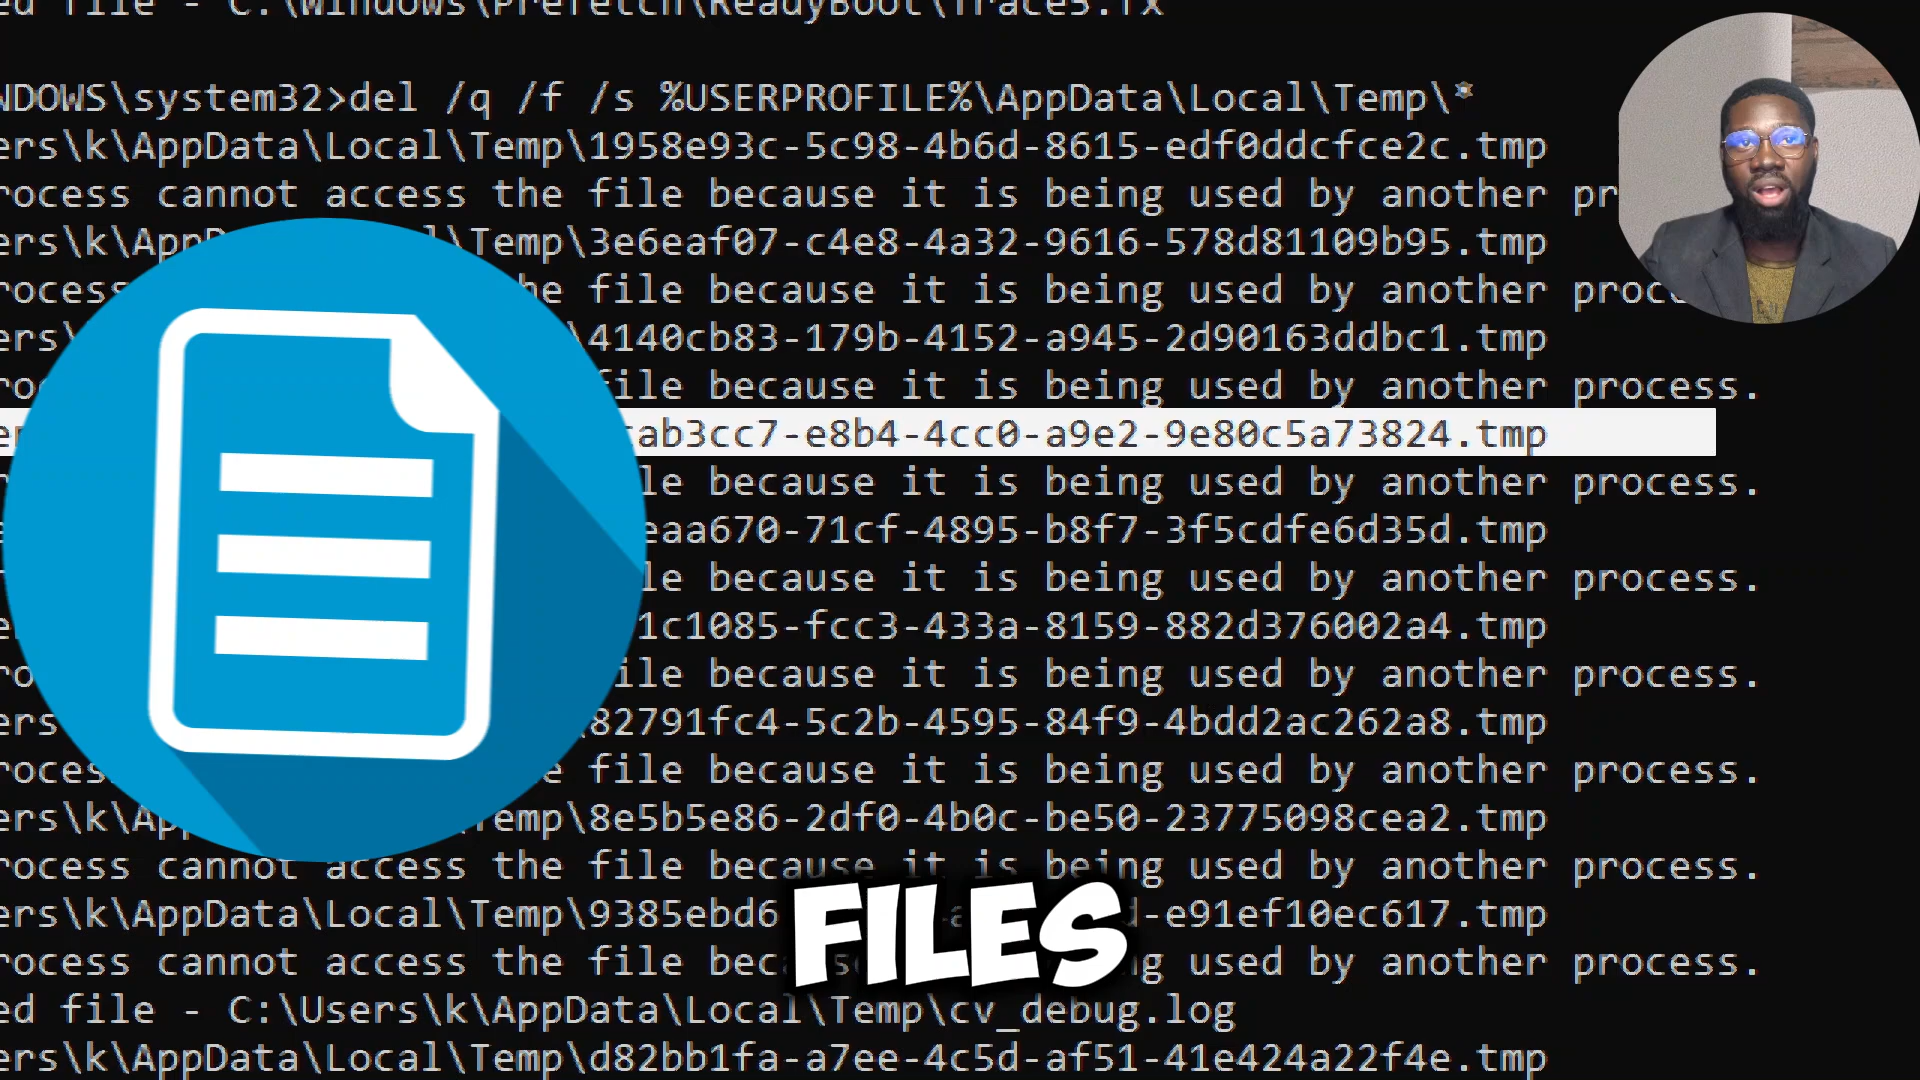 ed file - C:\Windows\Prefetch\ReadyBoot\Trace5.fx
NDOWS\system32>del /q /f /s %USERPROFILE%\AppData\Local\Temp\*
ers\k\AppData\Local\Temp\1958e93c-5c98-4b6d-8615-edf0ddcfce2c.tmp
rocess cannot access the file because it is being used by another pr
ers\k\App Temp\3e6eaf07-c4e8-4a32-9616-578d81109b95.tmp
rocess he file because it is being used by another proc
ers\ \4140cb83-179b-4152-a945-2d90163ddbc1.tmp
roc file because it is being used by another process.
ab3cc7-e8b4-4cc0-a9e2-9e80c5a73824.tmp
le because it is being used by another process.
eaa670-71cf-4895-b8f7-3f5cdfe6d35d.tmp
le because it is being used by another process.
1c1085-fcc3-433a-8159-882d376002a4.tmp
ro ile because it is being used by another process.
ers \82791fc4-5c2b-4595-84f9-4bdd2ac262a8.tmp
roces e file because it is being used by another process.
ers\k\Ap Temp\8e5b5e86-2df0-4b0c-be50-23775098cea2.tmp
rocess cannot access the file because it is being used by another process.
ers\k\AppData\Local\Temp\9385ebd6 -e91ef10ec617.tmp
FILES
rocess cannot access the file bec ng used by another process.
ed file - C:\Users\k\AppData\Local\Temp\cv_debug.log
ers\k\AppData\Local\Temp\d82bb1fa-a7ee-4c5d-af51-41e424a22f4e.tmp